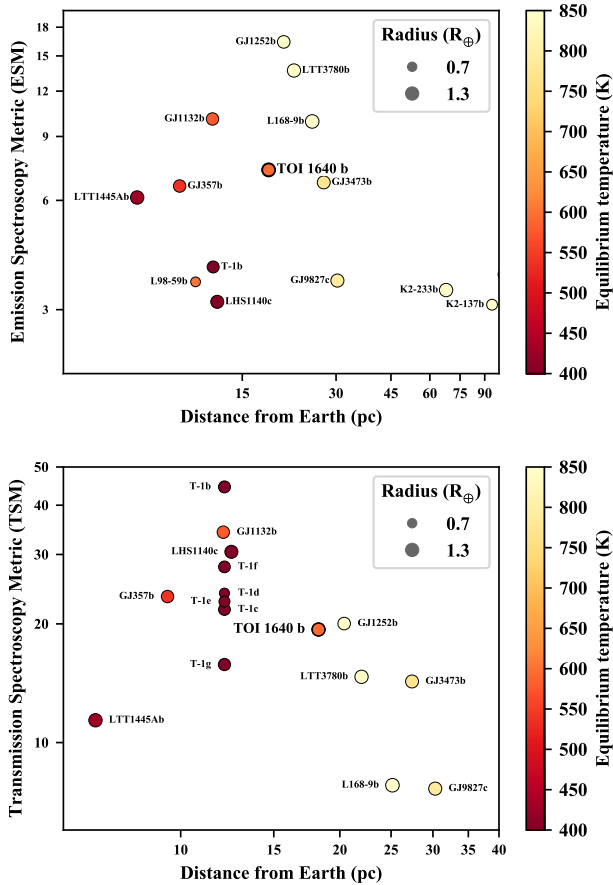 Emission Spectroscopy Metric (ESM)
18
15
12
9
6
3
GJ1252b
LTT3780b
GJ1132b
L168-9b
TOI 1640 b
GJ357b
GJ3473b
LTT1445Ab
T-1b
L98-59b
GJ9827c
K2-233b
LHS1140c
K2-137b
Radius (R⊕)
0.7
1.3
15
30
45
60
75
90
Distance from Earth (pc)
850
800
750
700
650
600
550
500
450
400
Equilibrium temperature (K)
Transmission Spectroscopy Metric (TSM)
50
40
30
20
10
T-1b
GJ1132b
LHS1140c
T-1f
GJ357b
T-1d
T-1e
T-1c
TOI 1640 b
GJ1252b
T-1g
LTT3780b
GJ3473b
LTT1445Ab
L168-9b
GJ9827c
Radius (R⊕)
0.7
1.3
10
15
20
25
30
35
40
Distance from Earth (pc)
850
800
750
700
650
600
550
500
450
400
Equilibrium temperature (K)